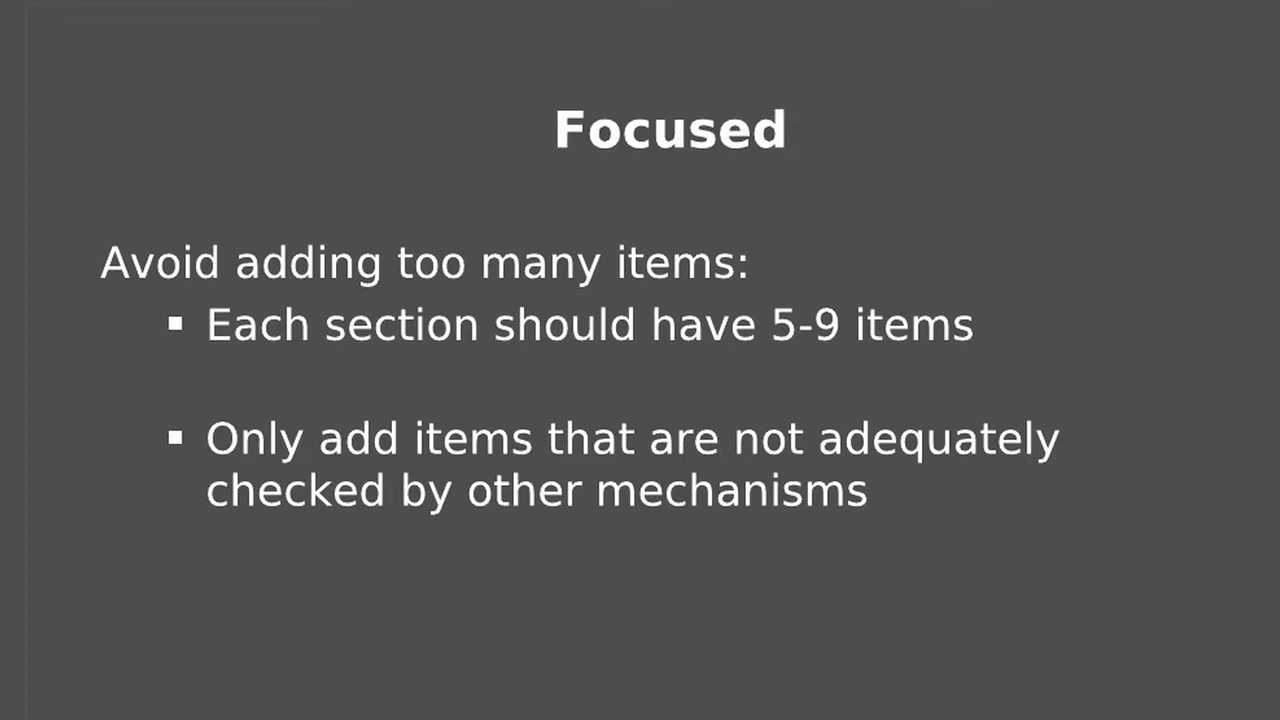 Focused
Avoid adding too many items:
▪ Each section should have 5-9 items
▪ Only add items that are not adequately
checked by other mechanisms